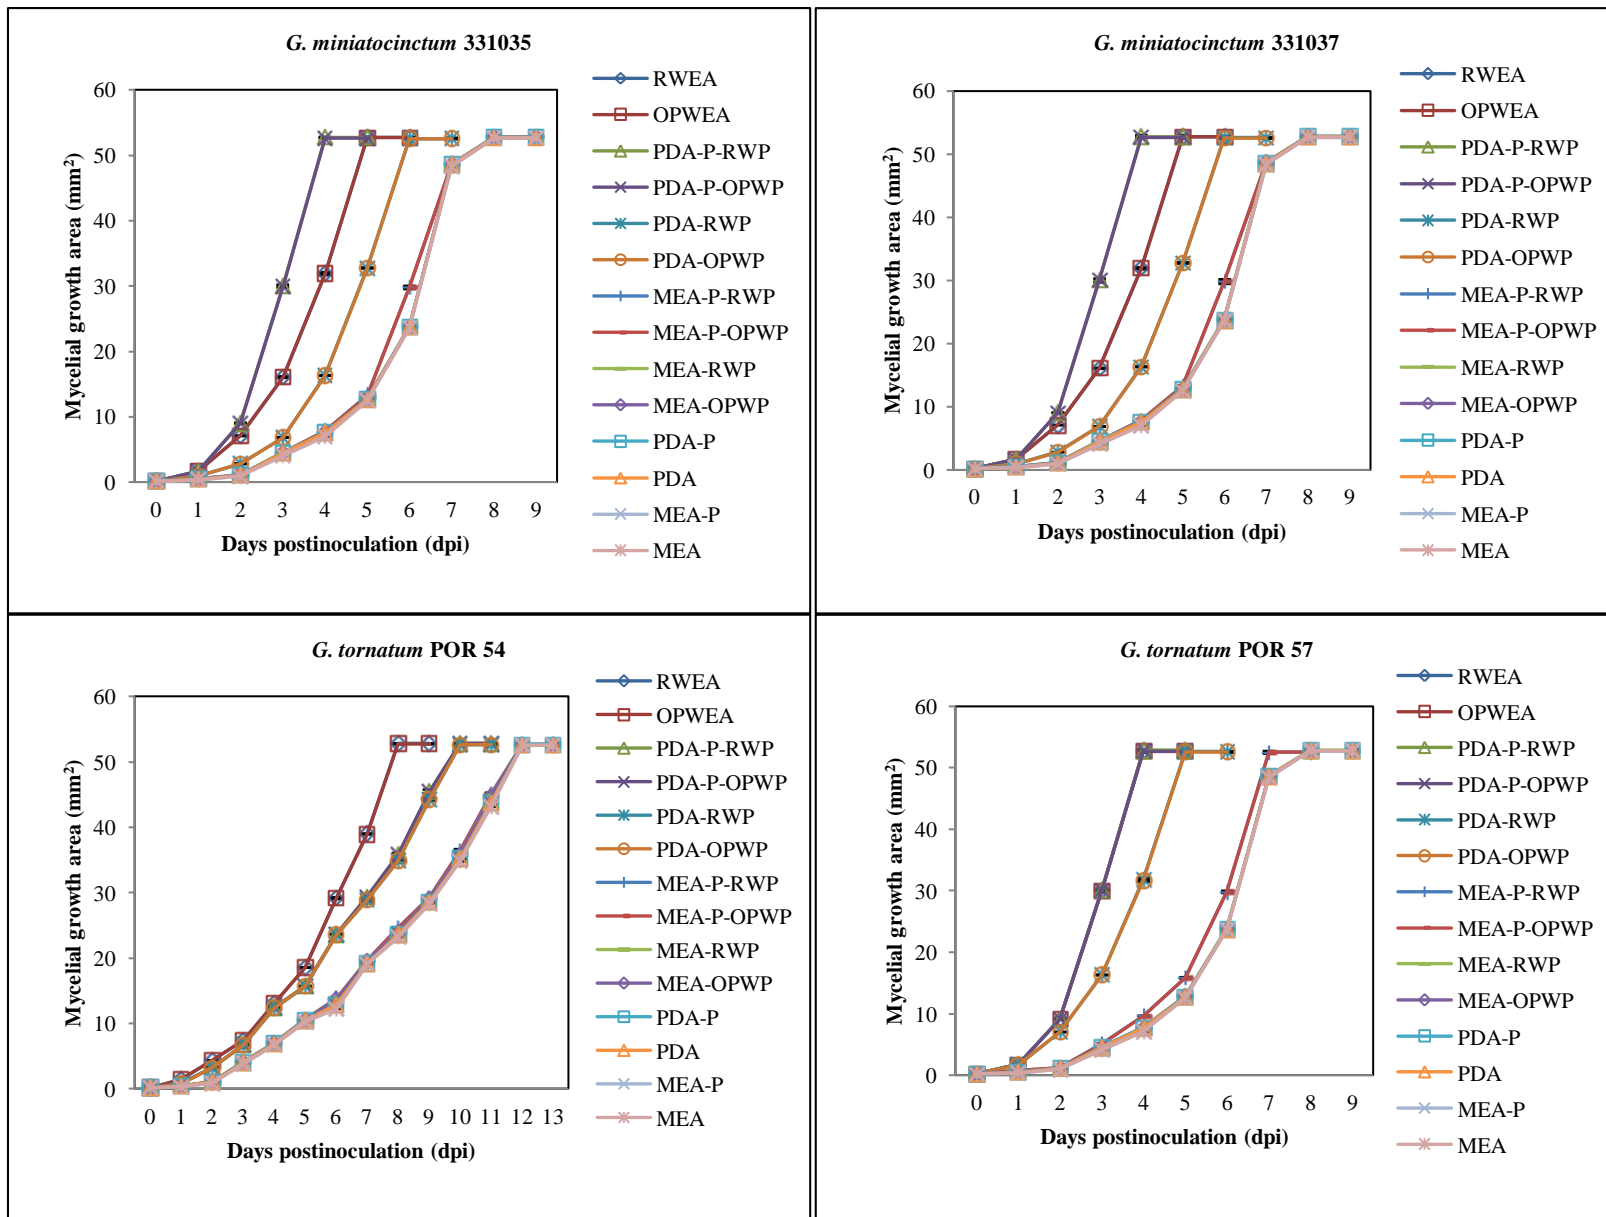 G. miniatocinctum 331035
60
50
40
30
20
10
0
Mycelial growth area (mm²)
0 1 2 3 4 5 6 7 8 9
Days postinoculation (dpi)
RWEA
OPWEA
PDA-P-RWP
PDA-P-OPWP
PDA-RWP
PDA-OPWP
MEA-P-RWP
MEA-P-OPWP
MEA-RWP
MEA-OPWP
PDA-P
PDA
MEA-P
MEA
G. miniatocinctum 331037
60
50
40
30
20
10
0
Mycelial growth area (mm²)
0 1 2 3 4 5 6 7 8 9
Days postinoculation (dpi)
RWEA
OPWEA
PDA-P-RWP
PDA-P-OPWP
PDA-RWP
PDA-OPWP
MEA-P-RWP
MEA-P-OPWP
MEA-RWP
MEA-OPWP
PDA-P
PDA
MEA-P
MEA
G. tornatum POR 54
60
50
40
30
20
10
0
Mycelial growth area (mm²)
0 1 2 3 4 5 6 7 8 9 10 11 12 13
Days postinoculation (dpi)
RWEA
OPWEA
PDA-P-RWP
PDA-P-OPWP
PDA-RWP
PDA-OPWP
MEA-P-RWP
MEA-P-OPWP
MEA-RWP
MEA-OPWP
PDA-P
PDA
MEA-P
MEA
G. tornatum POR 57
60
50
40
30
20
10
0
Mycelial growth area (mm²)
0 1 2 3 4 5 6 7 8 9
Days postinoculation (dpi)
RWEA
OPWEA
PDA-P-RWP
PDA-P-OPWP
PDA-RWP
PDA-OPWP
MEA-P-RWP
MEA-P-OPWP
MEA-RWP
MEA-OPWP
PDA-P
PDA
MEA-P
MEA